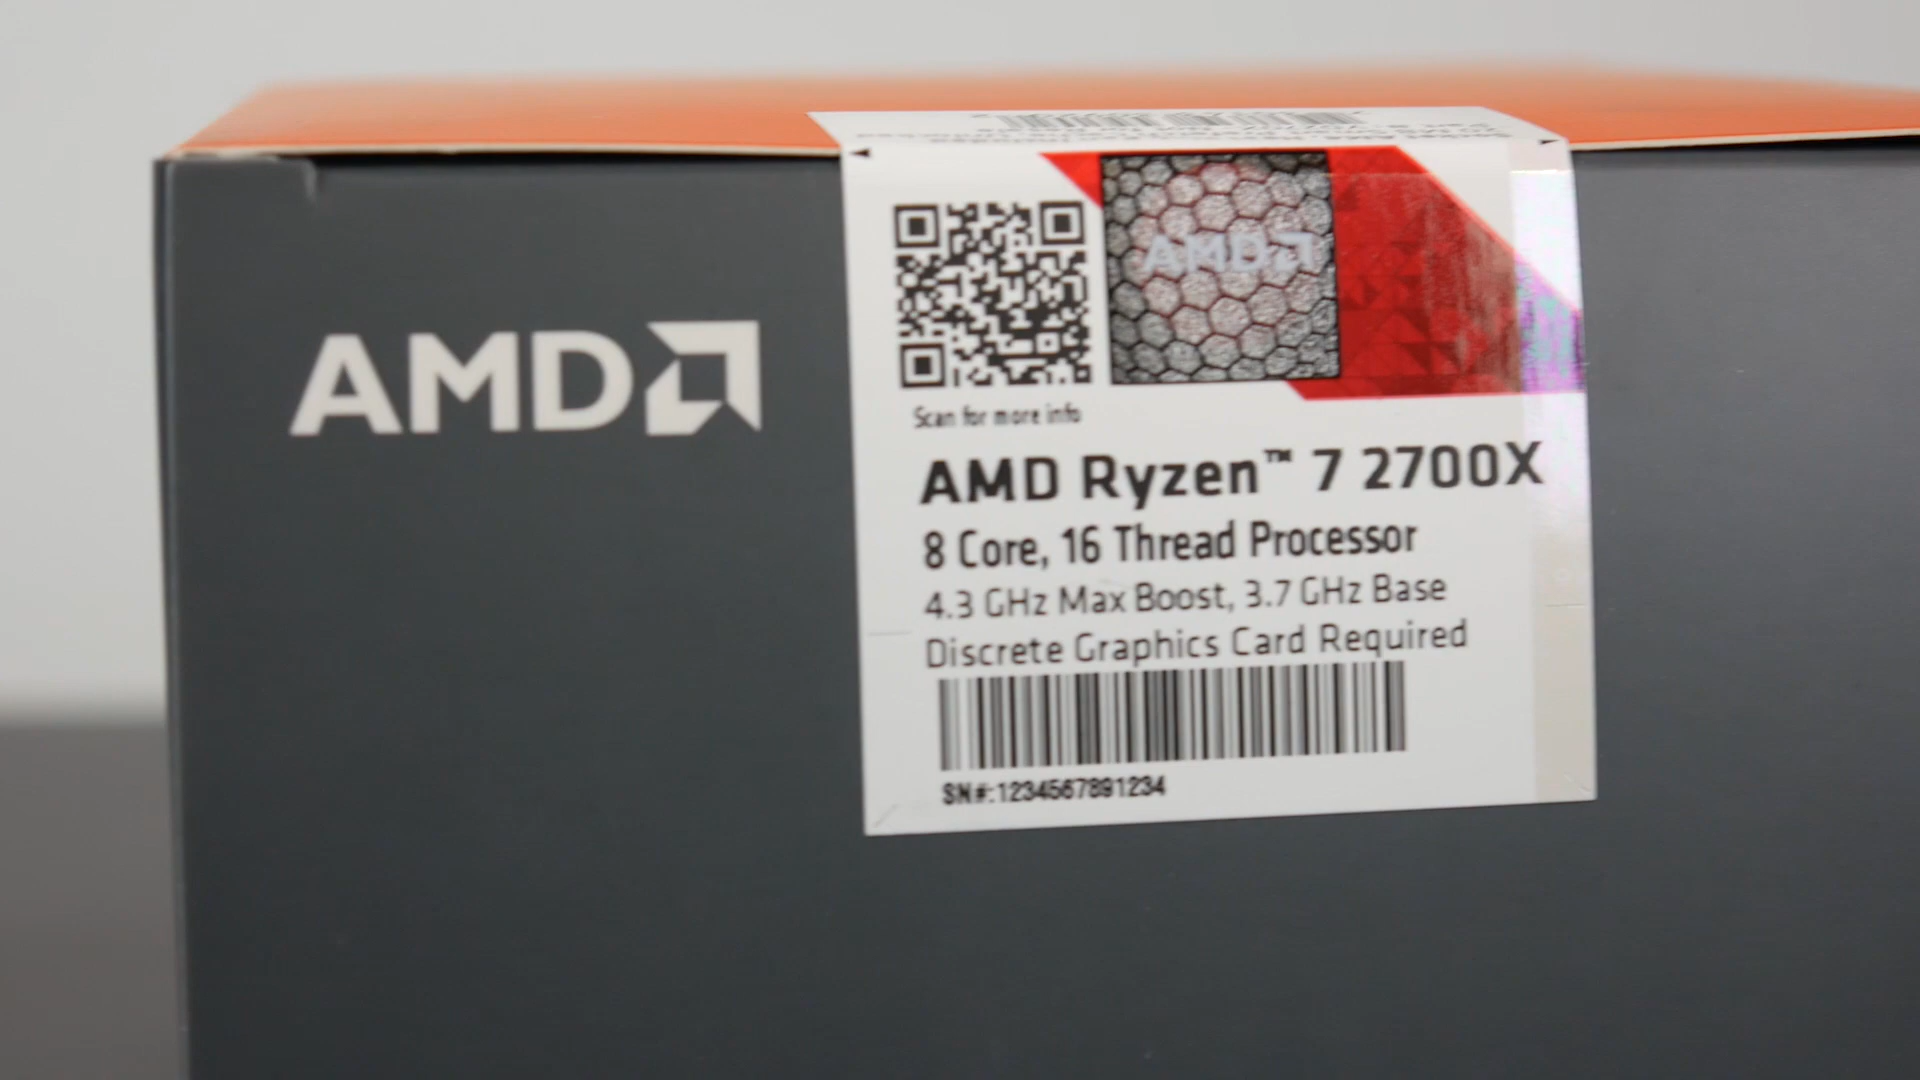 AMD
AMD
Scan for more info
AMD Ryzen™ 7 2700X
8 Core, 16 Thread Processor
4.3 GHz Max Boost, 3.7 GHz Base
Discrete Graphics Card Required
SN#:1234567891234